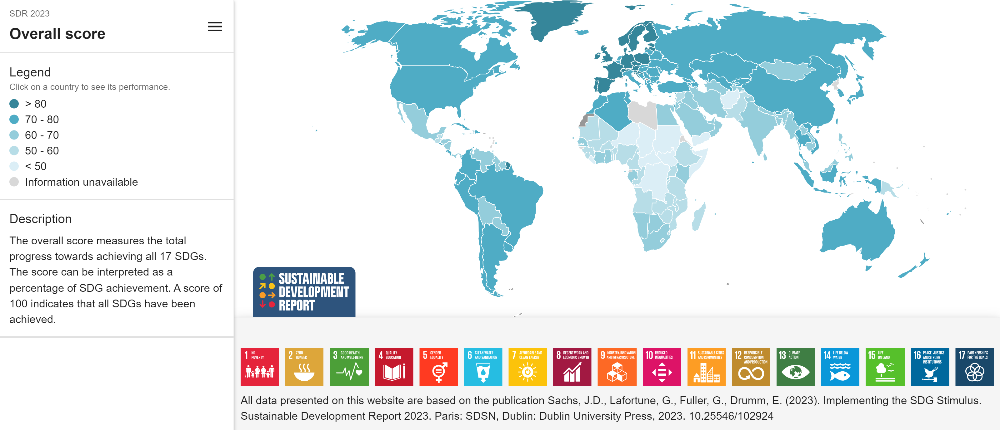 SDR 2023
Overall score
Legend
Click on a country to see its performance.
> 80
70 - 80
60 - 70
50 - 60
< 50
Information unavailable
Description
The overall score measures the total
progress towards achieving all 17 SDGs.
The score can be interpreted as a
percentage of SDG achievement. A score of
100 indicates that all SDGs have been
achieved.
SUSTAINABLE
DEVELOPMENT
REPORT
1 NO
POVERTY
2 ZERO
HUNGER
3 GOOD HEALTH
AND WELL-BEING
4 QUALITY
EDUCATION
5 GENDER
EQUALITY
6 CLEAN WATER
AND SANITATION
7 AFFORDABLE AND
CLEAN ENERGY
8 DECENT WORK AND
ECONOMIC GROWTH
9 INDUSTRY, INNOVATION
AND INFRASTRUCTURE
10 REDUCED
INEQUALITIES
11 SUSTAINABLE CITIES
AND COMMUNITIES
12 RESPONSIBLE
CONSUMPTION
AND PRODUCTION
13 CLIMATE
ACTION
14 LIFE BELOW
WATER
15 LIFE
ON LAND
16 PEACE, JUSTICE
AND STRONG
INSTITUTIONS
17 PARTNERSHIPS
FOR THE GOALS
All data presented on this website are based on the publication Sachs, J.D., Lafortune, G., Fuller, G., Drumm, E. (2023). Implementing the SDG Stimulus.
Sustainable Development Report 2023. Paris: SDSN, Dublin: Dublin University Press, 2023. 10.25546/102924